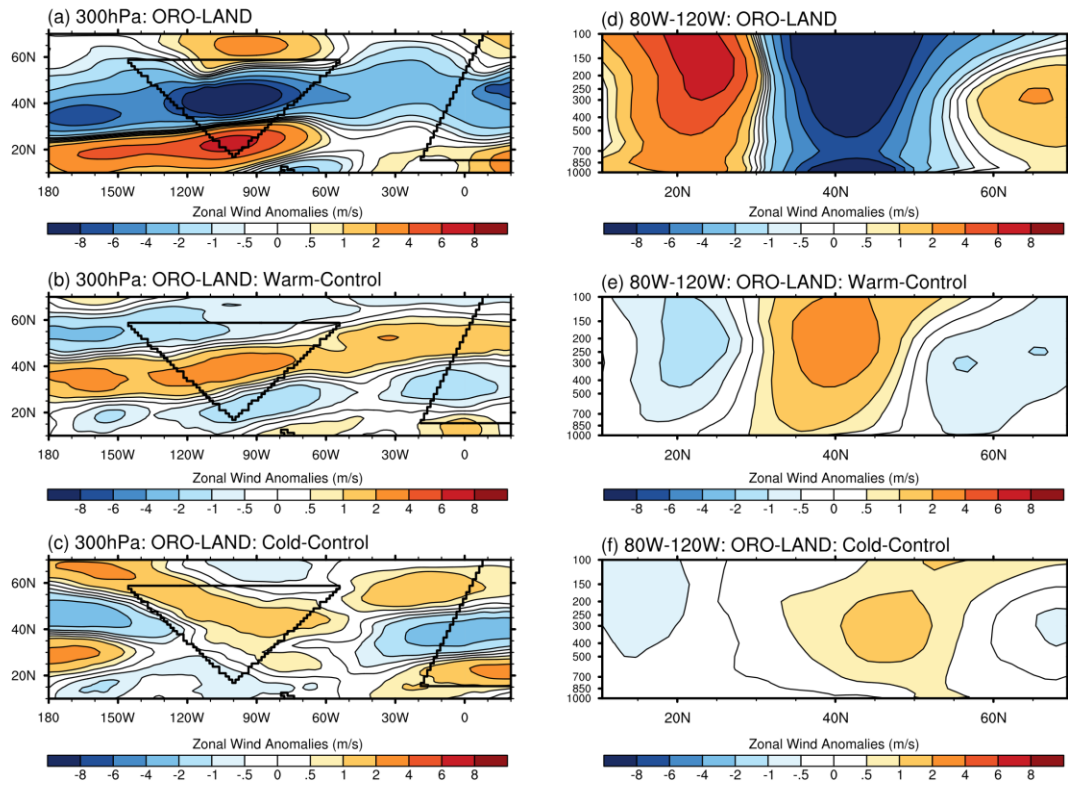 (a) 300hPa: ORO-LAND
60N
40N
20N
180 150W 120W 90W 60W 30W 0
Zonal Wind Anomalies (m/s)
-8 -6 -4 -2 -1 -.5 0 .5 1 2 4 6 8
(b) 300hPa: ORO-LAND: Warm-Control
60N
40N
20N
180 150W 120W 90W 60W 30W 0
Zonal Wind Anomalies (m/s)
-8 -6 -4 -2 -1 -.5 0 .5 1 2 4 6 8
(c) 300hPa: ORO-LAND: Cold-Control
60N
40N
20N
180 150W 120W 90W 60W 30W 0
Zonal Wind Anomalies (m/s)
-8 -6 -4 -2 -1 -.5 0 .5 1 2 4 6 8
(d) 80W-120W: ORO-LAND
100
150
200
250
300
400
500
700
850
1000
20N 40N 60N
Zonal Wind Anomalies (m/s)
-8 -6 -4 -2 -1 -.5 0 .5 1 2 4 6 8
(e) 80W-120W: ORO-LAND: Warm-Control
100
150
200
250
300
400
500
700
850
1000
20N 40N 60N
Zonal Wind Anomalies (m/s)
-8 -6 -4 -2 -1 -.5 0 .5 1 2 4 6 8
(f) 80W-120W: ORO-LAND: Cold-Control
100
150
200
250
300
400
500
700
850
1000
20N 40N 60N
Zonal Wind Anomalies (m/s)
-8 -6 -4 -2 -1 -.5 0 .5 1 2 4 6 8